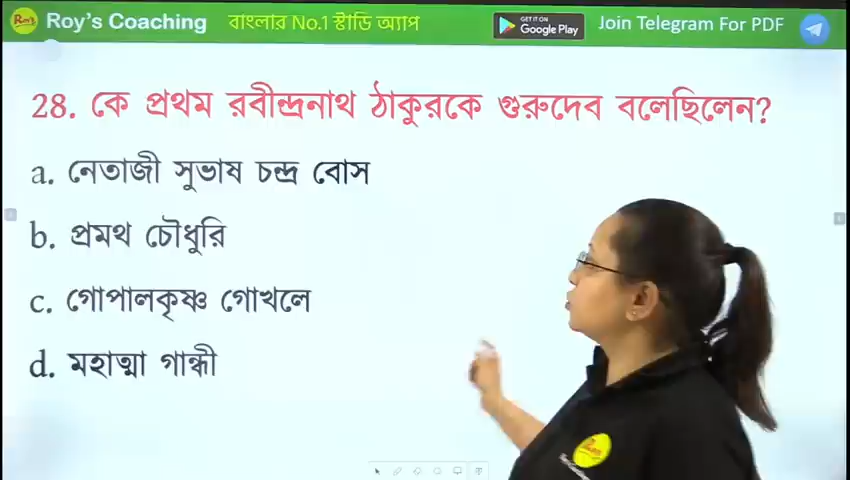 Roy's Coaching বাংলার No.1 স্টাডি অ্যাপ GET IT ON Google Play Join Telegram For PDF
28. কে প্রথম রবীন্দ্রনাথ ঠাকুরকে গুরুদেব বলেছিলেন?
a. নেতাজী সুভাষ চন্দ্র বোস
b. প্রমথ চৌধুরি
c. গোপালকৃষ্ণ গোখলে
d. মহাত্মা গান্ধী